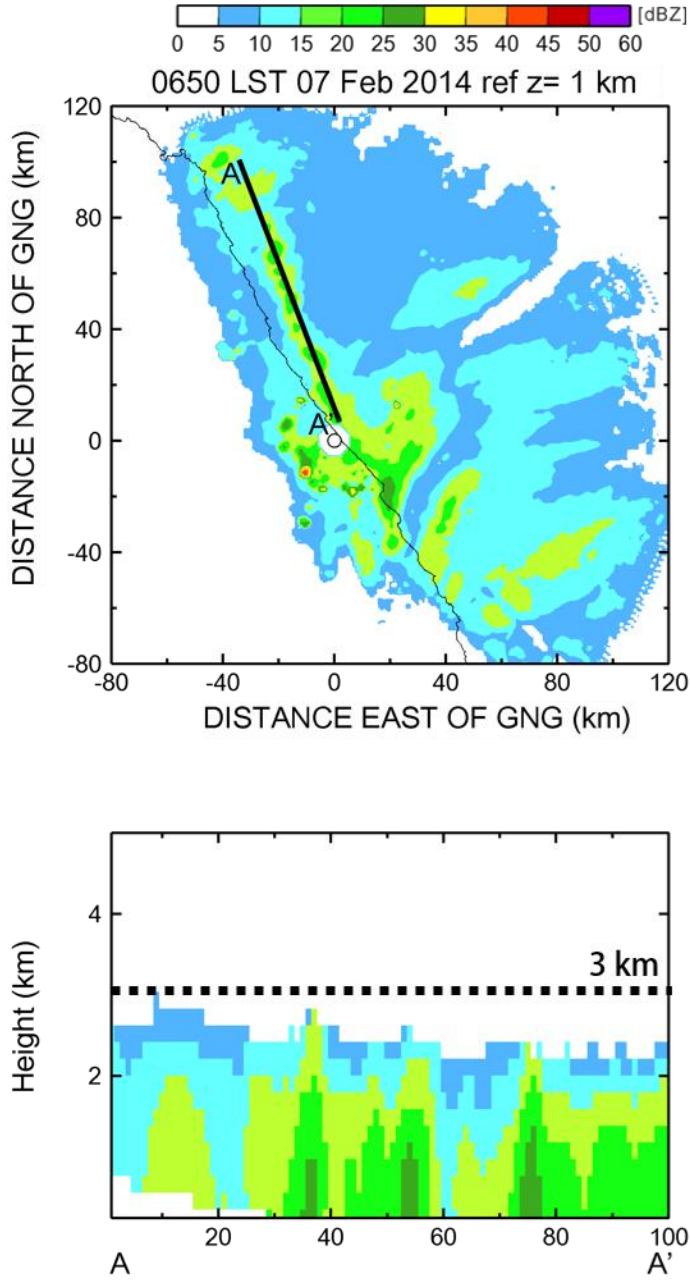 [dBZ]
0 5 10 15 20 25 30 35 40 45 50 55 60
0650 LST 07 Feb 2014 ref z= 1 km
120
80
40
0
-40
-80
DISTANCE NORTH OF GNG (km)
A
A'
-80 -40 0 40 80 120
DISTANCE EAST OF GNG (km)
3 km
4
2
Height (km)
20 40 60 80 100
A A'